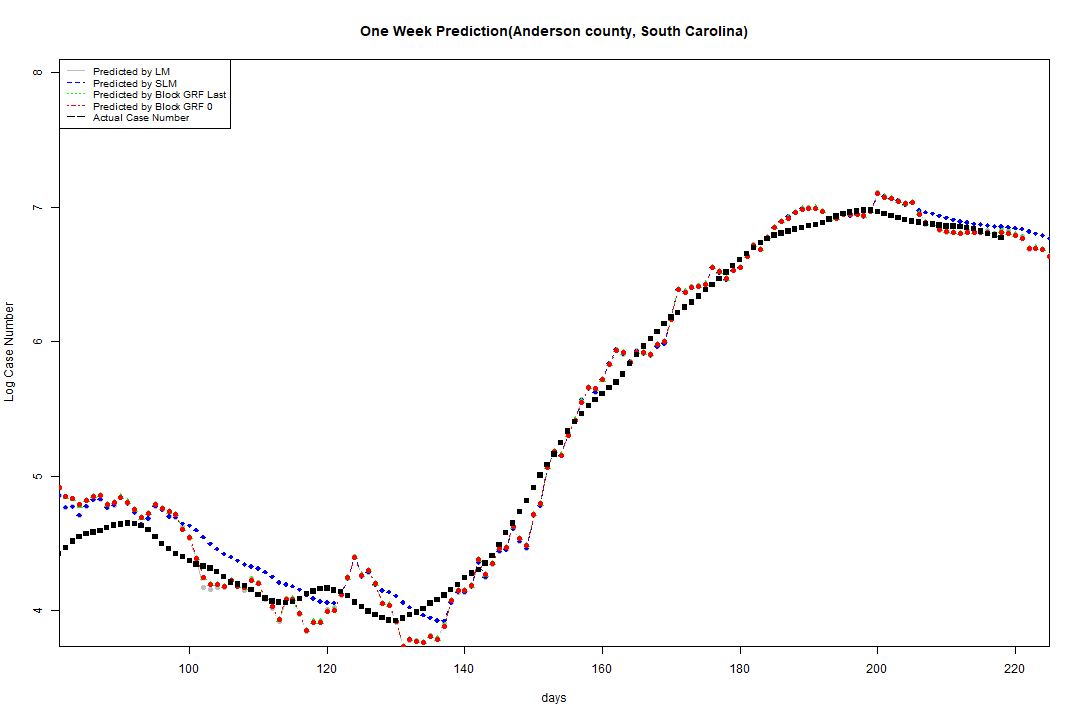 One Week Prediction(Anderson county, South Carolina)
Predicted by LM
Predicted by SLM
Predicted by Block GRF Last
Predicted by Block GRF 0
Actual Case Number
8
7
6
5
4
Log Case Number
100 120 140 160 180 200 220
days